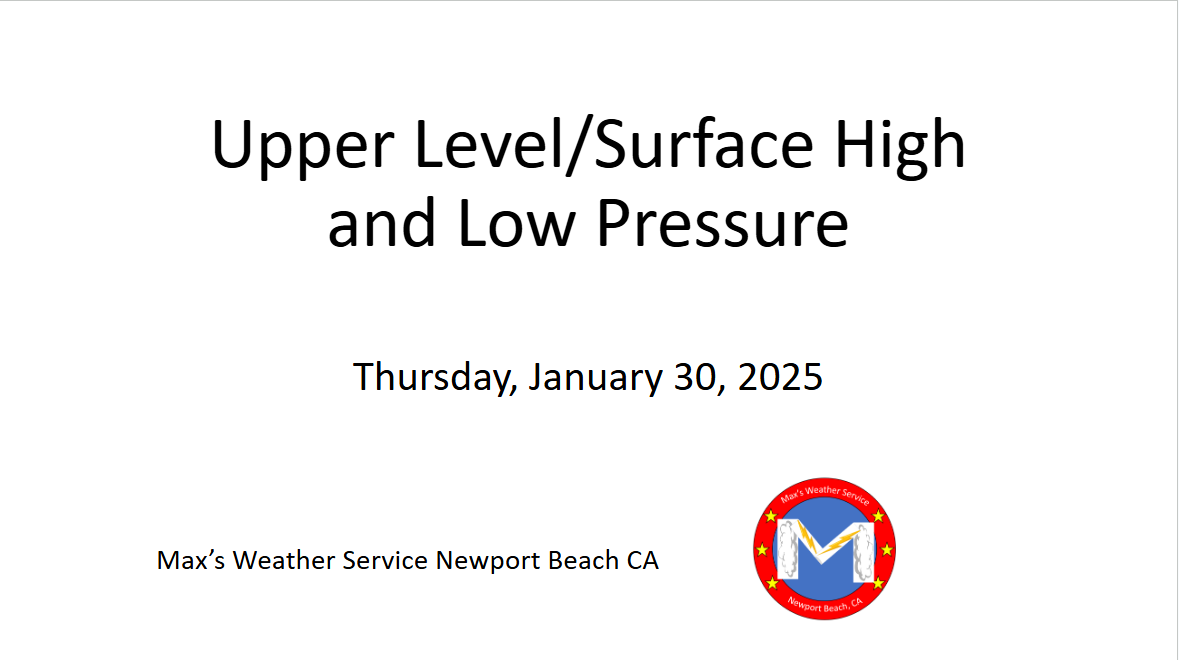 Upper Level/Surface High
and Low Pressure
Thursday, January 30, 2025
Max’s Weather Service Newport Beach CA
Max's Weather Service
M
Newport Beach, CA